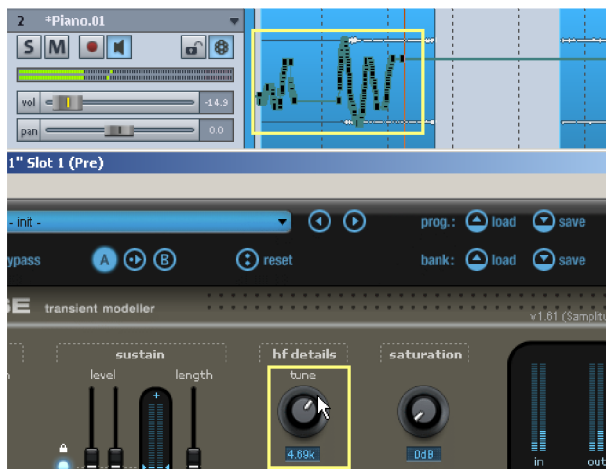 2 *Piano.01
S M
vol -14.9
pan 0.0
1" Slot 1 (Pre)
- init - prog.: load save
ypass A B reset bank: load save
SE transient modeller
v1.61 (Samplitu
sustain hf details saturation
level length tune
+
4.69k 0dB
in out